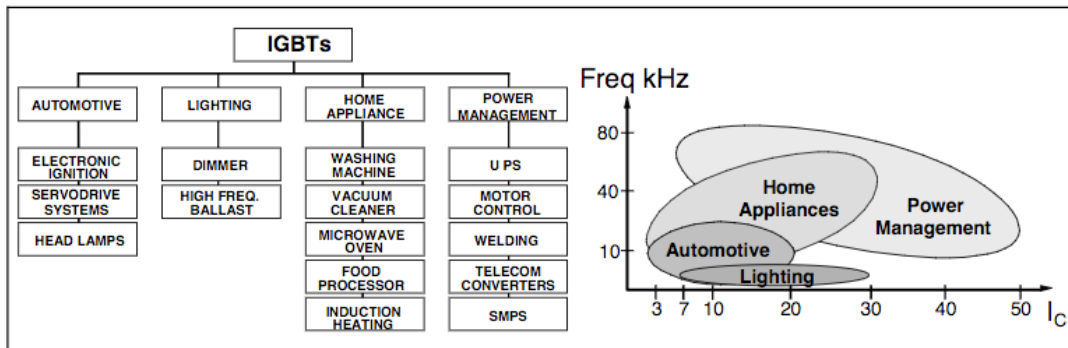 IGBTs
AUTOMOTIVE
LIGHTING
HOME
APPLIANCE
POWER
MANAGEMENT
ELECTRONIC
IGNITION
SERVODRIVE
SYSTEMS
HEAD LAMPS
DIMMER
HIGH FREQ.
BALLAST
WASHING
MACHINE
VACUUM
CLEANER
MICROWAVE
OVEN
FOOD
PROCESSOR
INDUCTION
HEATING
U PS
MOTOR
CONTROL
WELDING
TELECOM
CONVERTERS
SMPS
Freq kHz
80
40
10
Home
Appliances
Power
Management
Automotive
Lighting
3 7 10 20 30 40 50 IC